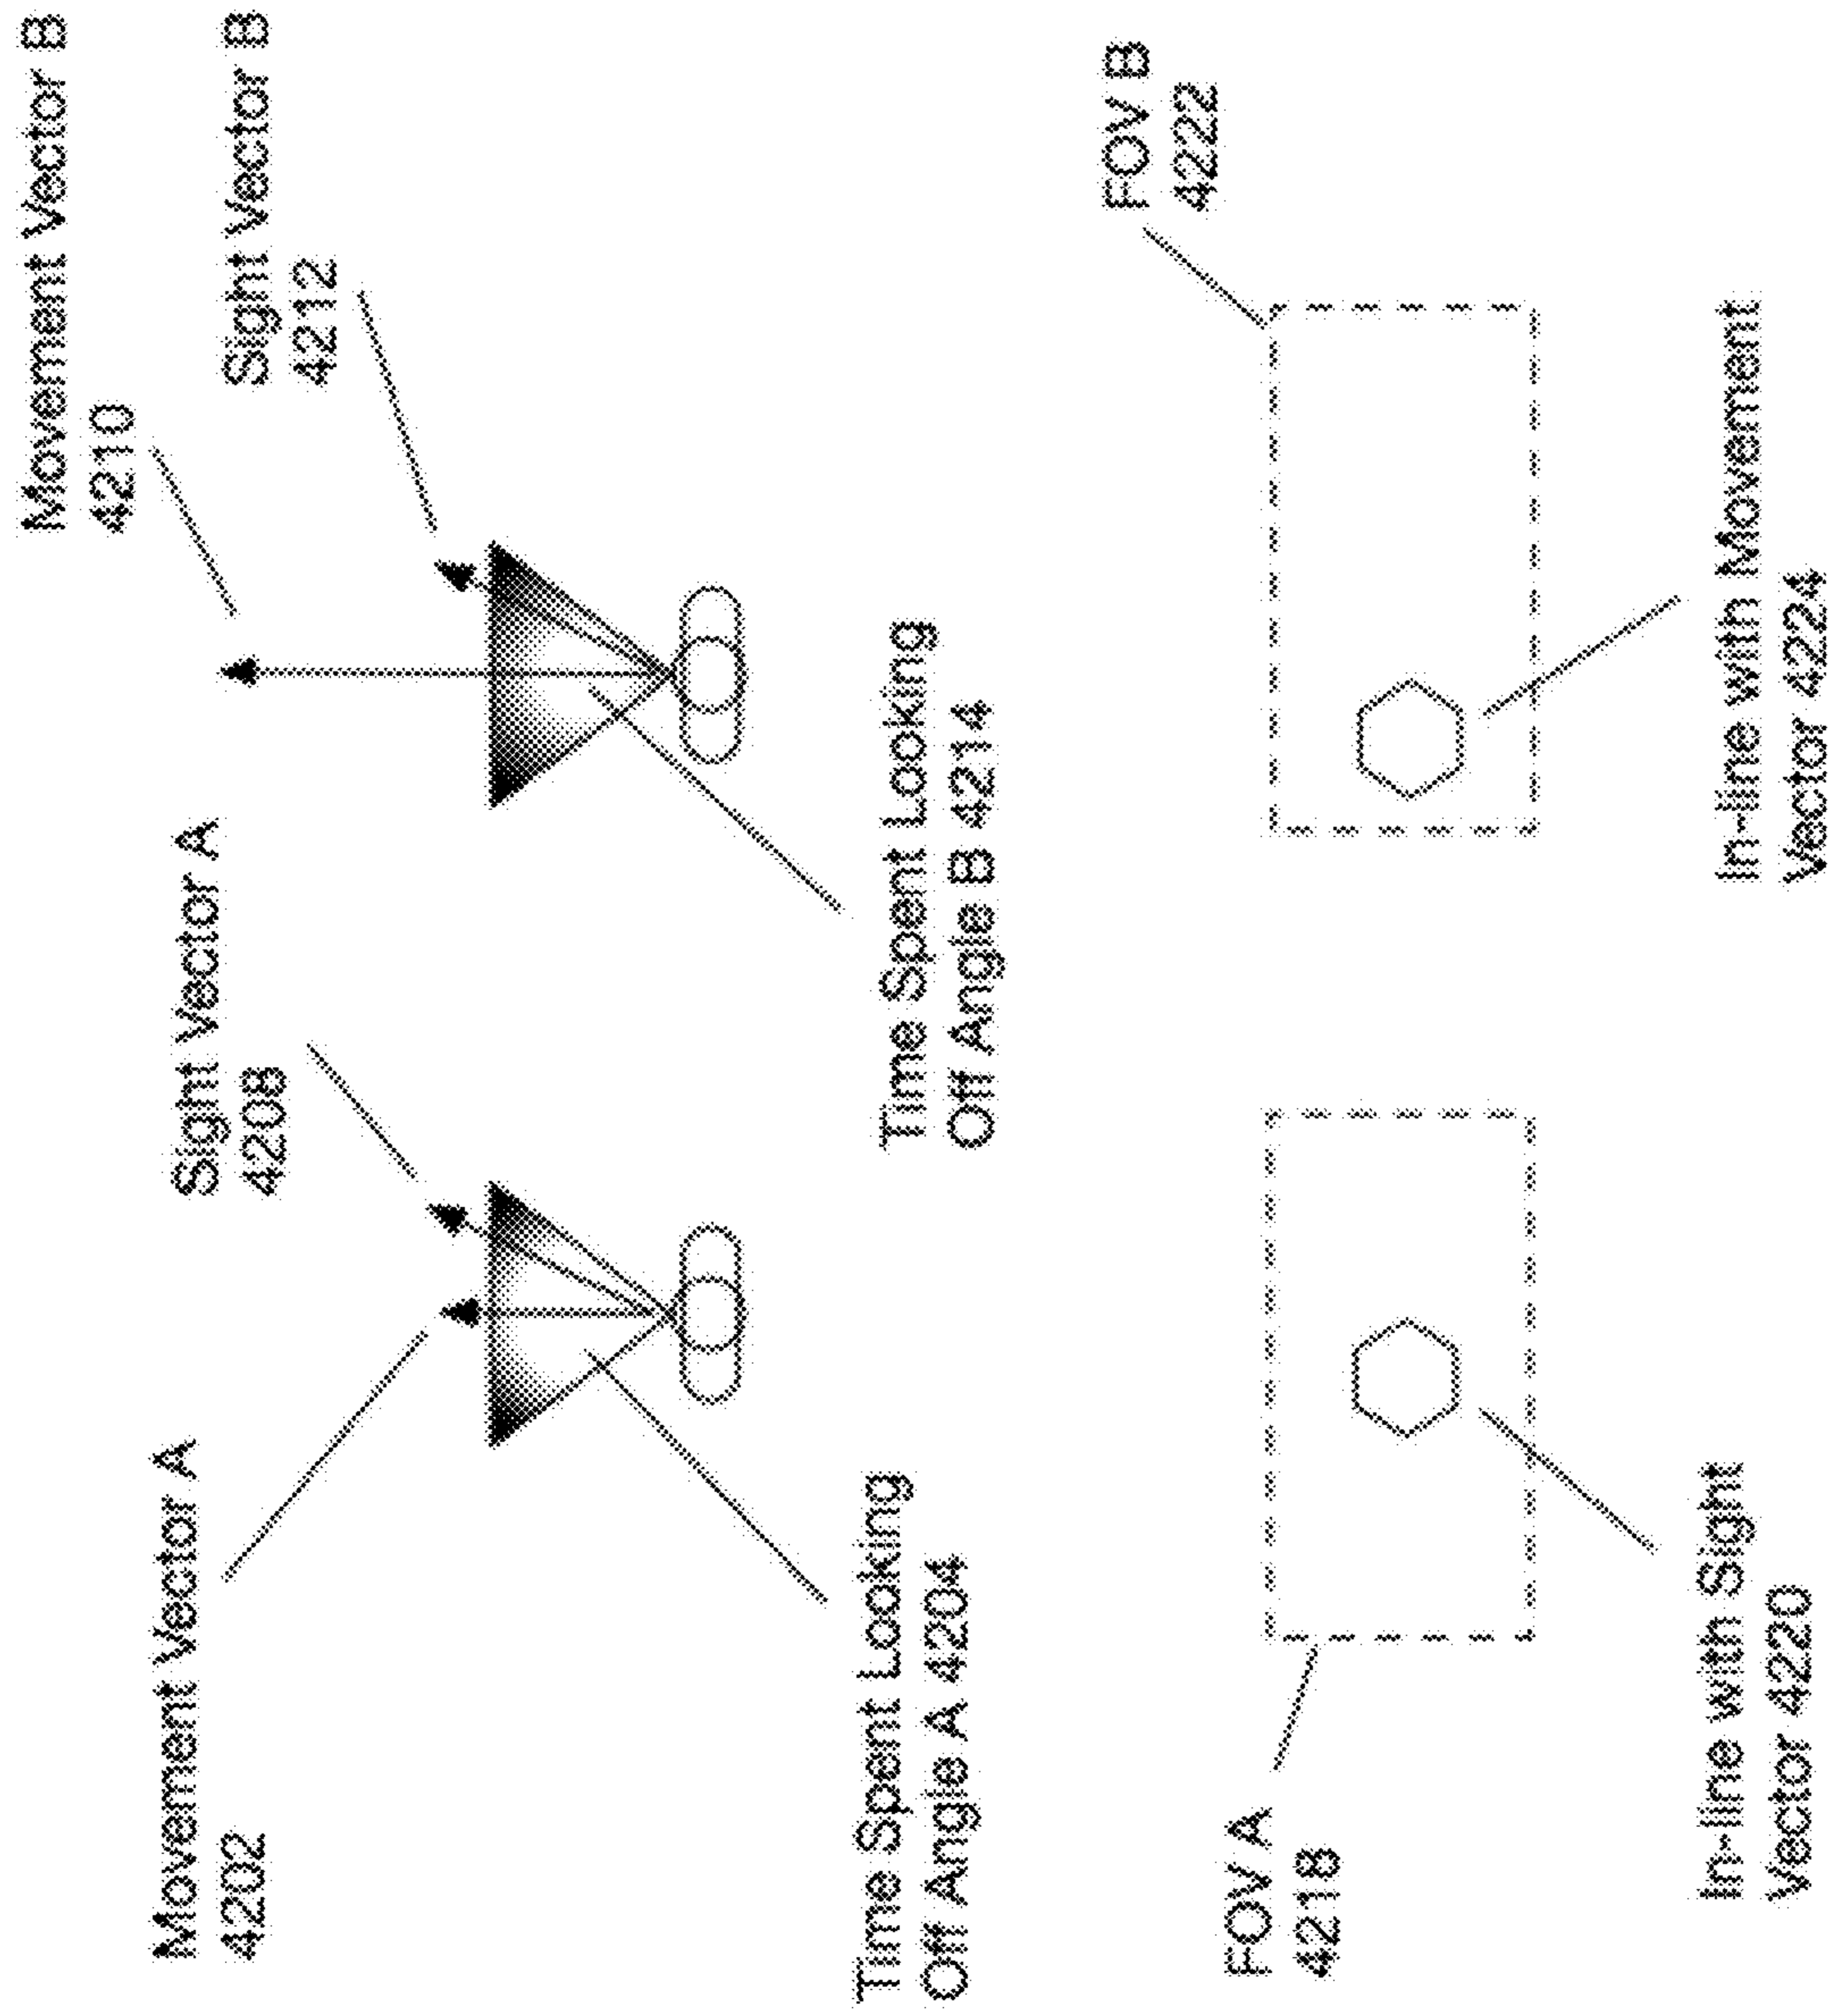 Movement Vector A
4202
Sight Vector A
4208
Movement Vector B
4210
Sight Vector B
4212
Time Spent Looking
Off Angle A 4204
Time Spent Looking
Off Angle B 4214
FOV A
4218
FOV B
4222
In-line with Sight
Vector 4220
In-line with Movement
Vector 4224